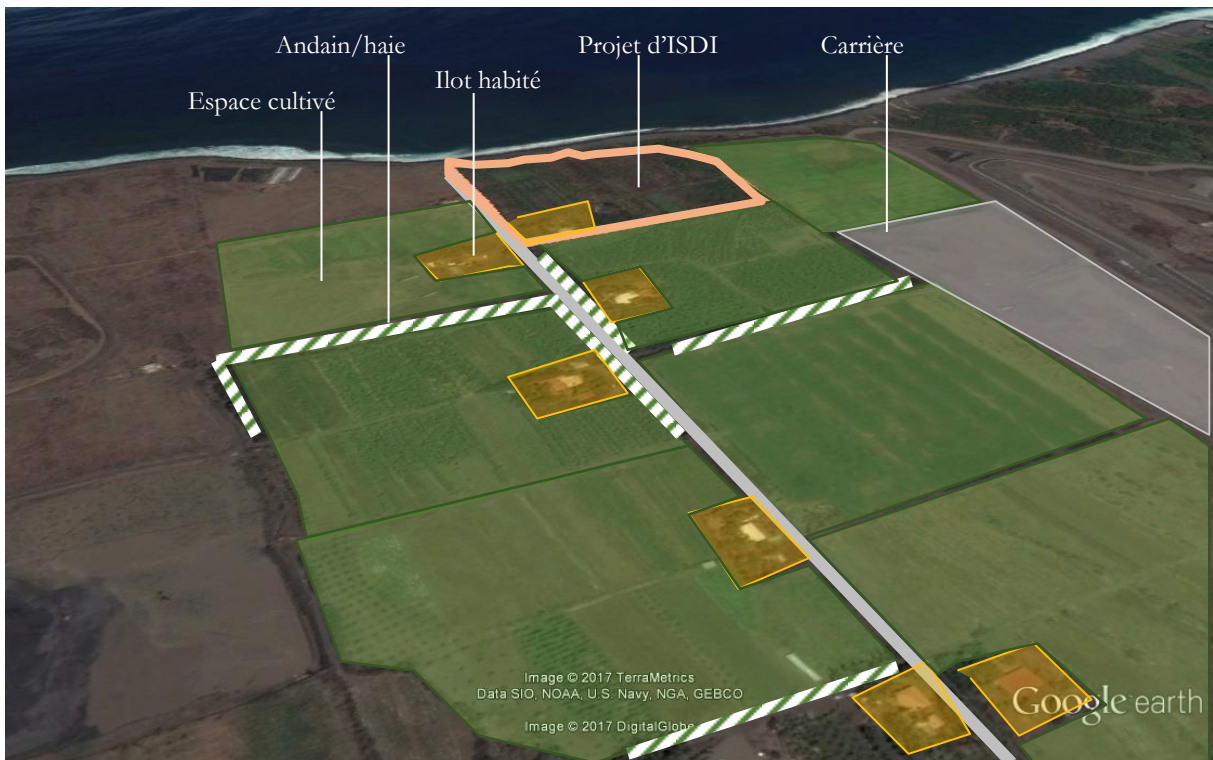 Andain/haie
Projet d'ISDI
Carrière
Ilot habité
Espace cultivé
Image © 2017 TerraMetrics
Data SIO, NOAA, U.S. Navy, NGA, GEBCO
Image © 2017 DigitalGlobe
Google earth